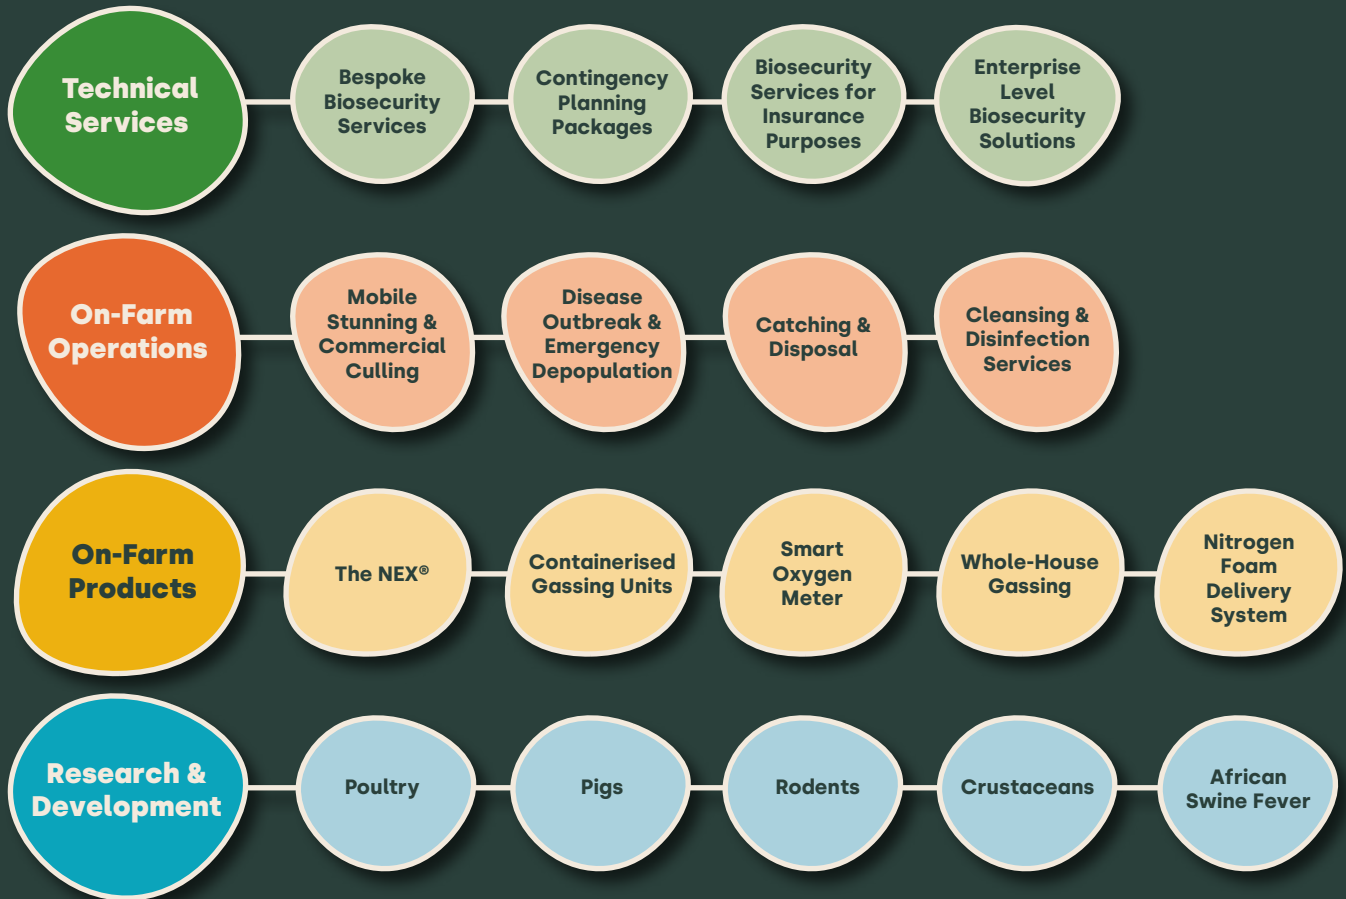 Technical
Services
Bespoke
Biosecurity
Services
Contingency
Planning
Packages
Biosecurity
Services for
Insurance
Purposes
Enterprise
Level
Biosecurity
Solutions
On-Farm
Operations
Mobile
Stunning &
Commercial
Culling
Disease
Outbreak &
Emergency
Depopulation
Catching &
Disposal
Cleansing &
Disinfection
Services
On-Farm
Products
The NEX®
Containerised
Gassing Units
Smart
Oxygen
Meter
Whole-House
Gassing
Nitrogen
Foam
Delivery
System
Research &
Development
Poultry
Pigs
Rodents
Crustaceans
African
Swine Fever